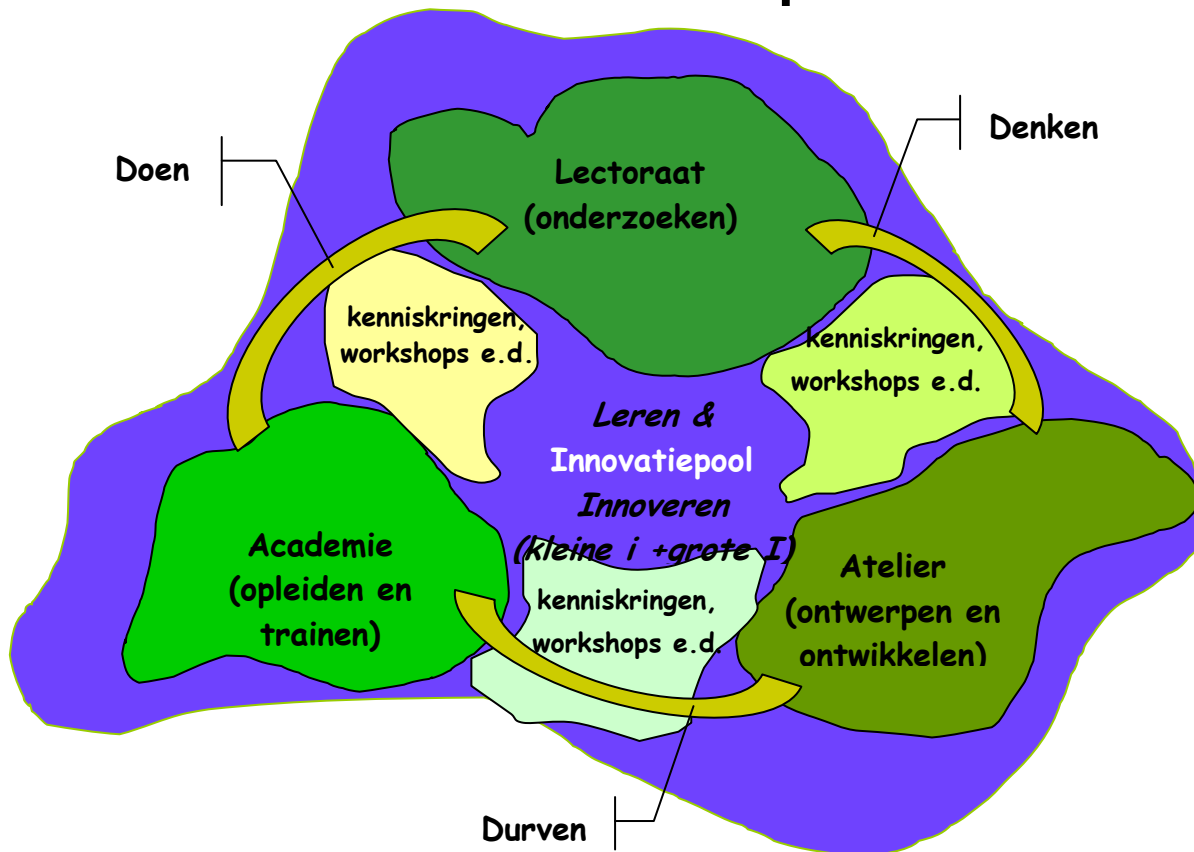 Doen
Denken
Lectoraat
(onderzoeken)
kenniskringen,
workshops e.d.
kenniskringen,
workshops e.d.
Leren &
Innovatiepool
Innoveren
(kleine i +grote I)
Academie
(opleiden en
trainen)
kenniskringen,
workshops e.d.
Atelier
(ontwerpen en
ontwikkelen)
Durven